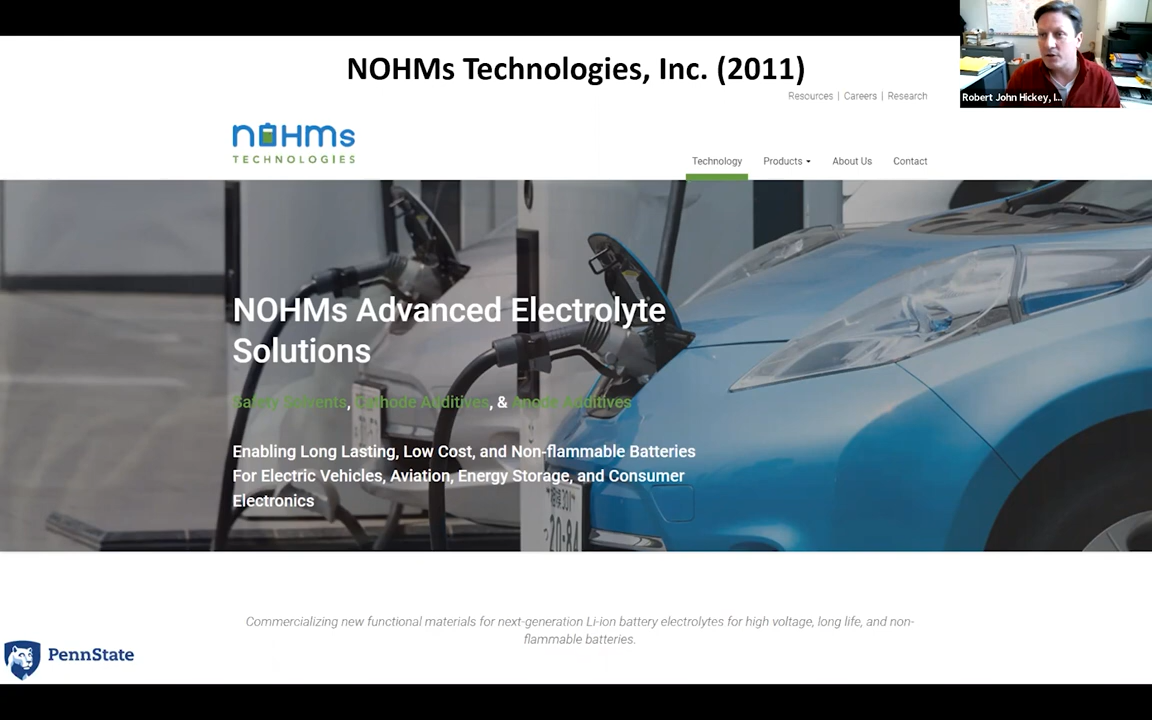 NOHMs Technologies, Inc. (2011)
Robert John Hickey, I...
Resources | Careers | Research
nOHms
TECHNOLOGIES
Technology Products About Us Contact
NOHMs Advanced Electrolyte
Solutions
Safety Solvents, Cathode Additives, & Anode Additives
Enabling Long Lasting, Low Cost, and Non-flammable Batteries
For Electric Vehicles, Aviation, Energy Storage, and Consumer
Electronics
20-84
Commercializing new functional materials for next-generation Li-ion battery electrolytes for high voltage, long life, and non-
flammable batteries.
PennState